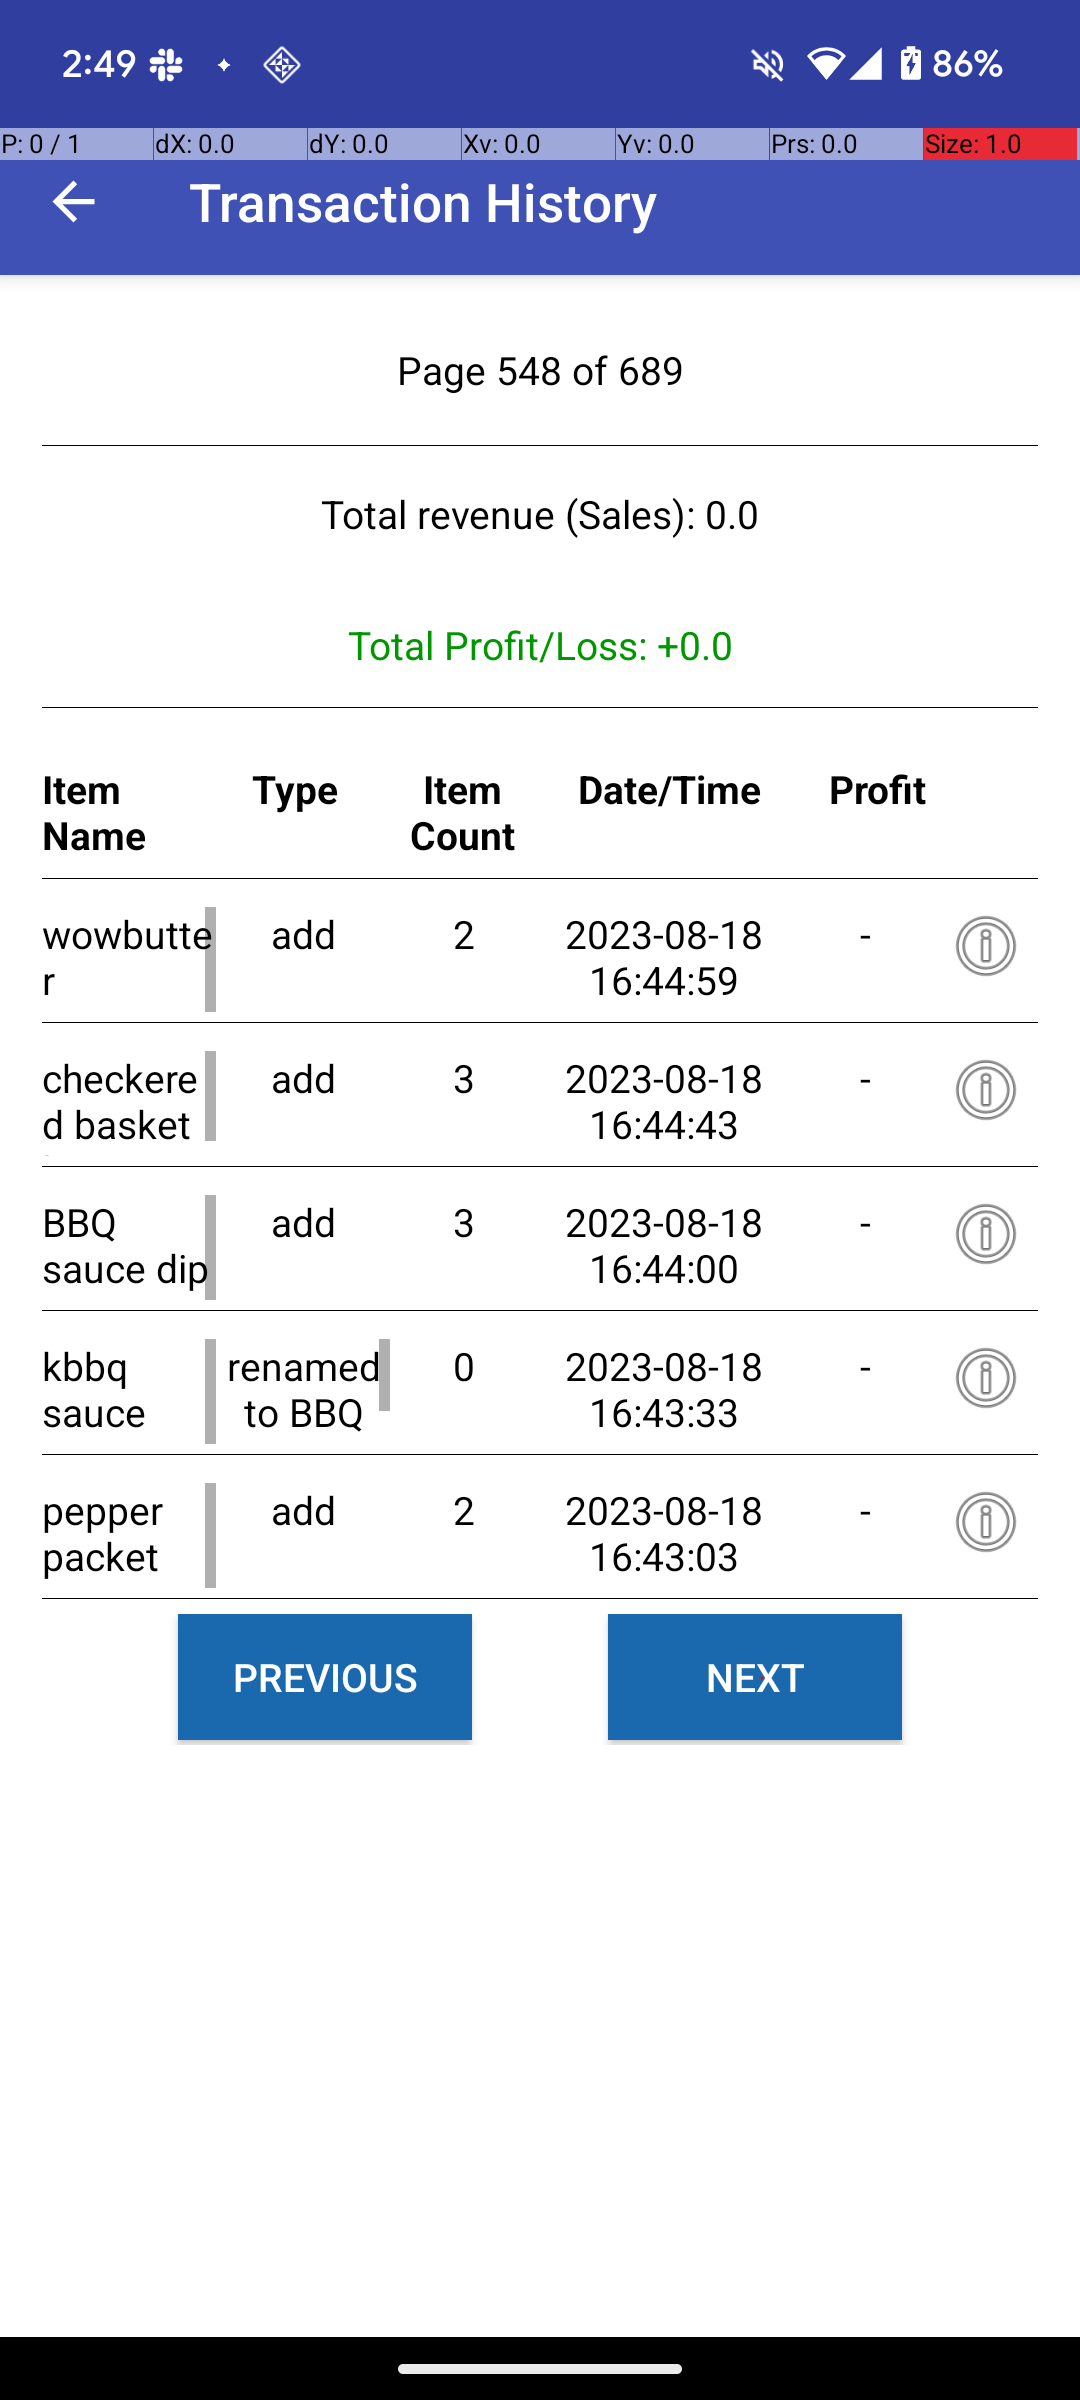 2:49 86%
P: 0 / 1 dX: 0.0 dY: 0.0 Xv: 0.0 Yv: 0.0 Prs: 0.0 Size: 1.0
Transaction History
Page 548 of 689
Total revenue (Sales): 0.0
Total Profit/Loss: +0.0
Item Type Item Date/Time Profit
Name Count
wowbutte add 2 2023-08-18 -
r 16:44:59
checkere add 3 2023-08-18 -
d basket 16:44:43
BBQ add 3 2023-08-18 -
sauce dip 16:44:00
kbbq renamed 0 2023-08-18 -
sauce to BBQ 16:43:33
pepper add 2 2023-08-18 -
packet 16:43:03
PREVIOUS NEXT